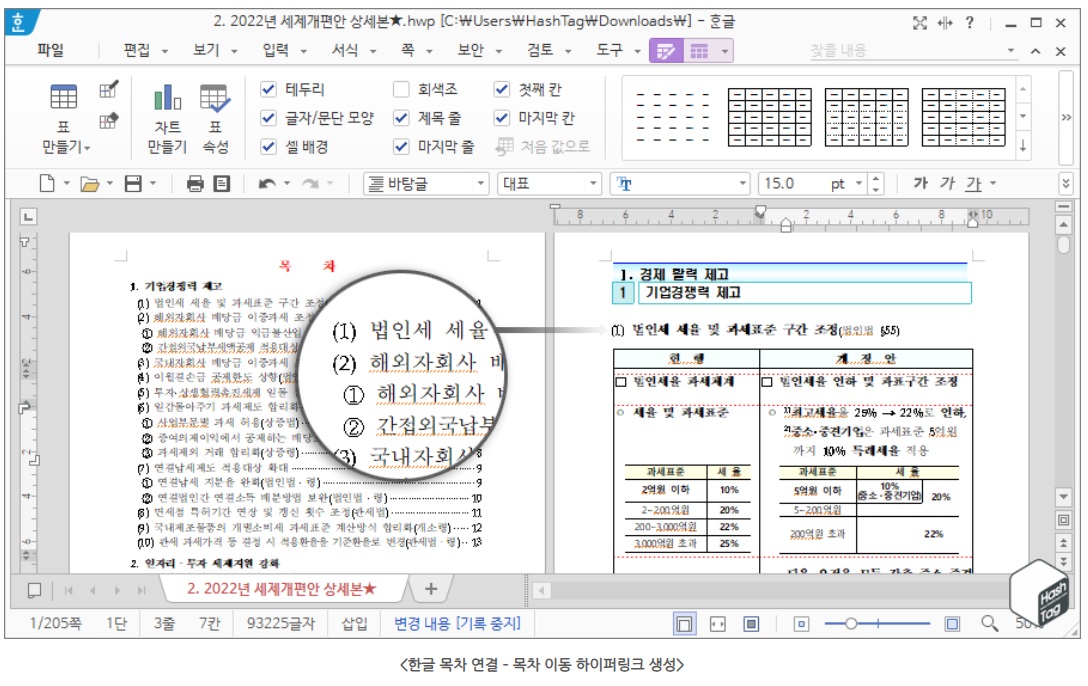 훈
2. 2022년 세제개편안 상세본★.hwp [C:₩Users₩HashTag₩Downloads₩] - 훈글
파일 편집 보기 입력 서식 쪽 보안 검토 도구 찾을 내용
테두리 회색조 첫째 칸
표 만들기 차트 만들기 표 속성
글자/문단 모양 제목 줄 마지막 칸
셀 배경 마지막 줄 처음 값으로
바탕글 대표 15.0 pt 가 가 가
8 6 4 2 2 4 6 8 10
목 차
1. 기업경쟁력 제고
(1) 법인세 세율 및 과세표준 구간 조정
(2) 해외자회사 배당금 이중과세 조
① 해외자회사 배당금 익금불산입
② 간접외국납부세액공제 적용대상
(3) 국내자회사 배당금 이중과세
(4) 이월결손금 공제한도 상향(법인
(5) 투자·상생협력촉진세제 일몰
(6) 일감몰아주기 과세제도 합리화
① 사업부문별 과세 허용(상증법)
② 증여의제이익에서 공제하는 배당
③ 과세제외 거래 합리화(상증령) 8
(7) 연결납세제도 적용대상 확대 9
① 연결납세 지분율 완화(법인법·령) 9
② 연결법인간 연결소득 배분방법 보완(법인법·령) 10
(8) 면세점 특허기간 연장 및 갱신 횟수 조정(관세법) 11
(9) 국내제조물품의 개별소비세 과세표준 계산방식 합리화(개소령) 12
(10) 관세 과세가격 등 결정 시 적용환율을 기준환율로 변경(관세법·령) 13
2. 일자리·투자 세제지원 강화
(1) 법인세 세율
(2) 해외자회사
① 해외자회사
② 간접외국납부
(3) 국내자회사
I. 경제 활력 제고
1 기업경쟁력 제고
(1) 법인세 세율 및 과세표준 구간 조정(법인법 §55)
현 행 개 정 안
□ 법인세율 과세체계 □ 법인세율 인하 및 과표구간 조정
○ 세율 및 과세표준 ○ ¹⁾최고세율을 25% → 22%로 인하,
²⁾중소·중견기업은 과세표준 5억원
까지 10% 특례세율 적용
과세표준 세 율 과세표준 세 율
2억원 이하 10% 5억원 이하 10% (중소·중견기업) 20%
2~200억원 20% 5~200억원
200~3,000억원 22% 200억원 초과 22%
3,000억원 초과 25%
2. 2022년 세제개편안 상세본★
Hash Tag
1/205쪽 1단 3줄 7칸 93225글자 삽입 변경 내용 [기록 중지]
<한글 목차 연결 - 목차 이동 하이퍼링크 생성>